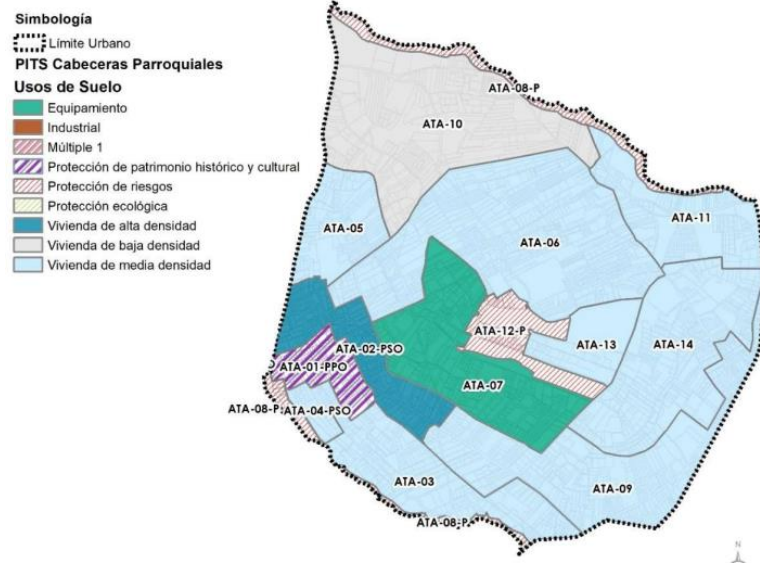 Simbología
Límite Urbano
PITS Cabeceras Parroquiales
Usos de Suelo
Equipamiento
Industrial
Múltiple 1
Protección de patrimonio histórico y cultural
Protección de riesgos
Protección ecológica
Vivienda de alta densidad
Vivienda de baja densidad
Vivienda de media densidad
ATA-08-P
ATA-10
ATA-11
ATA-05
ATA-06
ATA-12-P
ATA-02-PSO
ATA-13
ATA-14
ATA-01-PPO
ATA-07
ATA-08-P
ATA-04-PSO
ATA-03
ATA-09
ATA-08-P
N